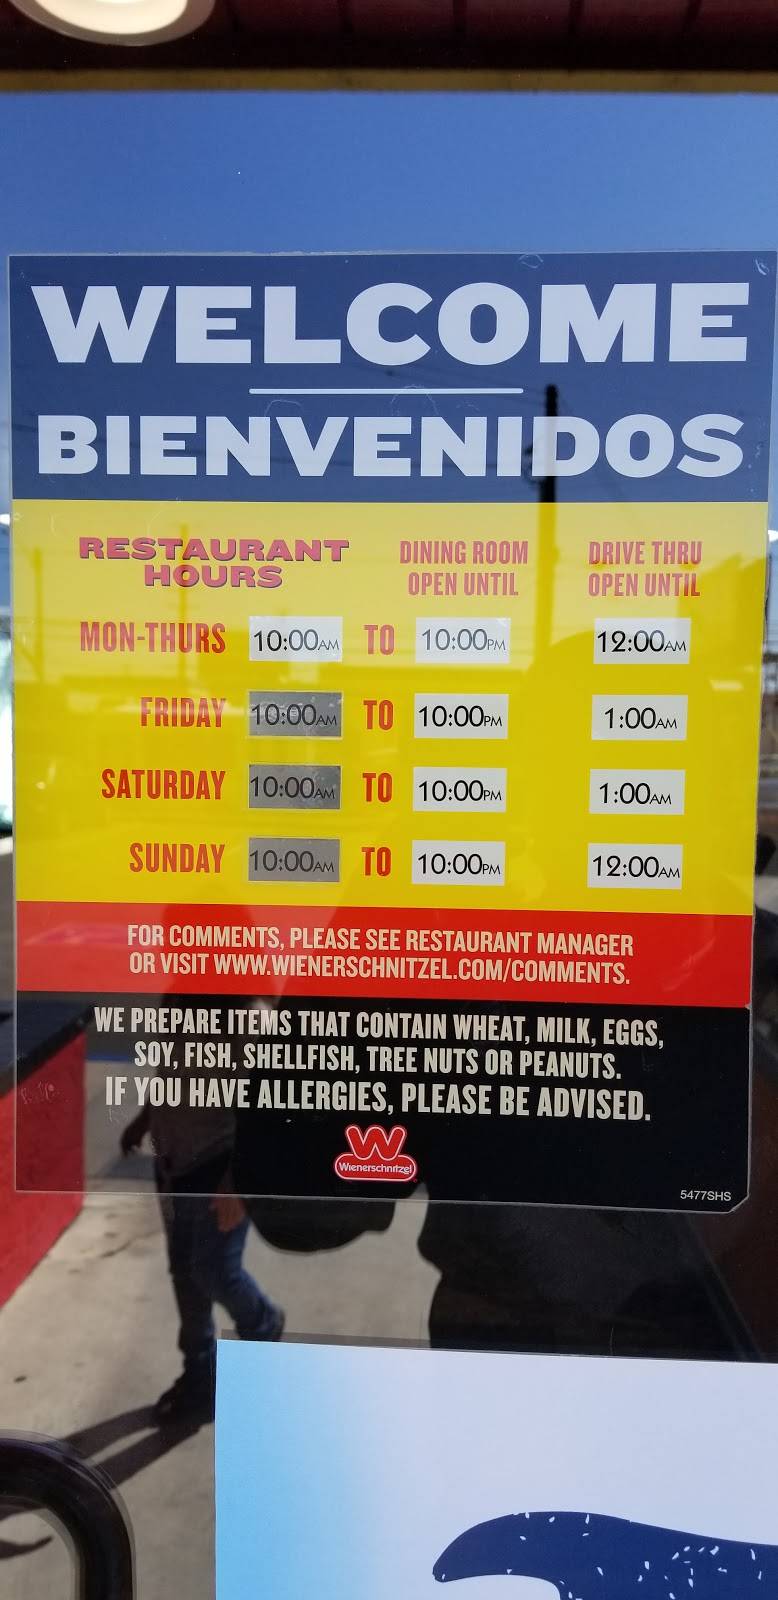 WELCOME
BIENVENIDOS
RESTAURANT HOURS DINING ROOM OPEN UNTIL DRIVE THRU OPEN UNTIL
MON-THURS 10:00AM TO 10:00PM 12:00AM
FRIDAY 10:00AM TO 10:00PM 1:00AM
SATURDAY 10:00AM TO 10:00PM 1:00AM
SUNDAY 10:00AM TO 10:00PM 12:00AM
FOR COMMENTS, PLEASE SEE RESTAURANT MANAGER
OR VISIT WWW.WIENERSCHNITZEL.COM/COMMENTS.
WE PREPARE ITEMS THAT CONTAIN WHEAT, MILK, EGGS,
SOY, FISH, SHELLFISH, TREE NUTS OR PEANUTS.
IF YOU HAVE ALLERGIES, PLEASE BE ADVISED.
W
Wienerschnitzel
5477SHS